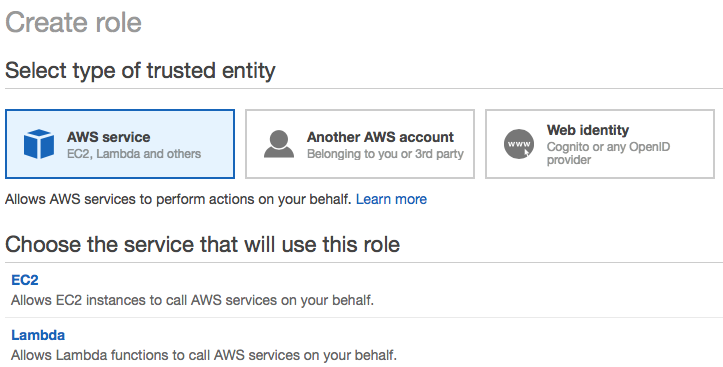 Create role
Select type of trusted entity
AWS service
EC2, Lambda and others
Another AWS account
Belonging to you or 3rd party
www
Web identity
Cognito or any OpenID
provider
Allows AWS services to perform actions on your behalf. Learn more
Choose the service that will use this role
EC2
Allows EC2 instances to call AWS services on your behalf.
Lambda
Allows Lambda functions to call AWS services on your behalf.